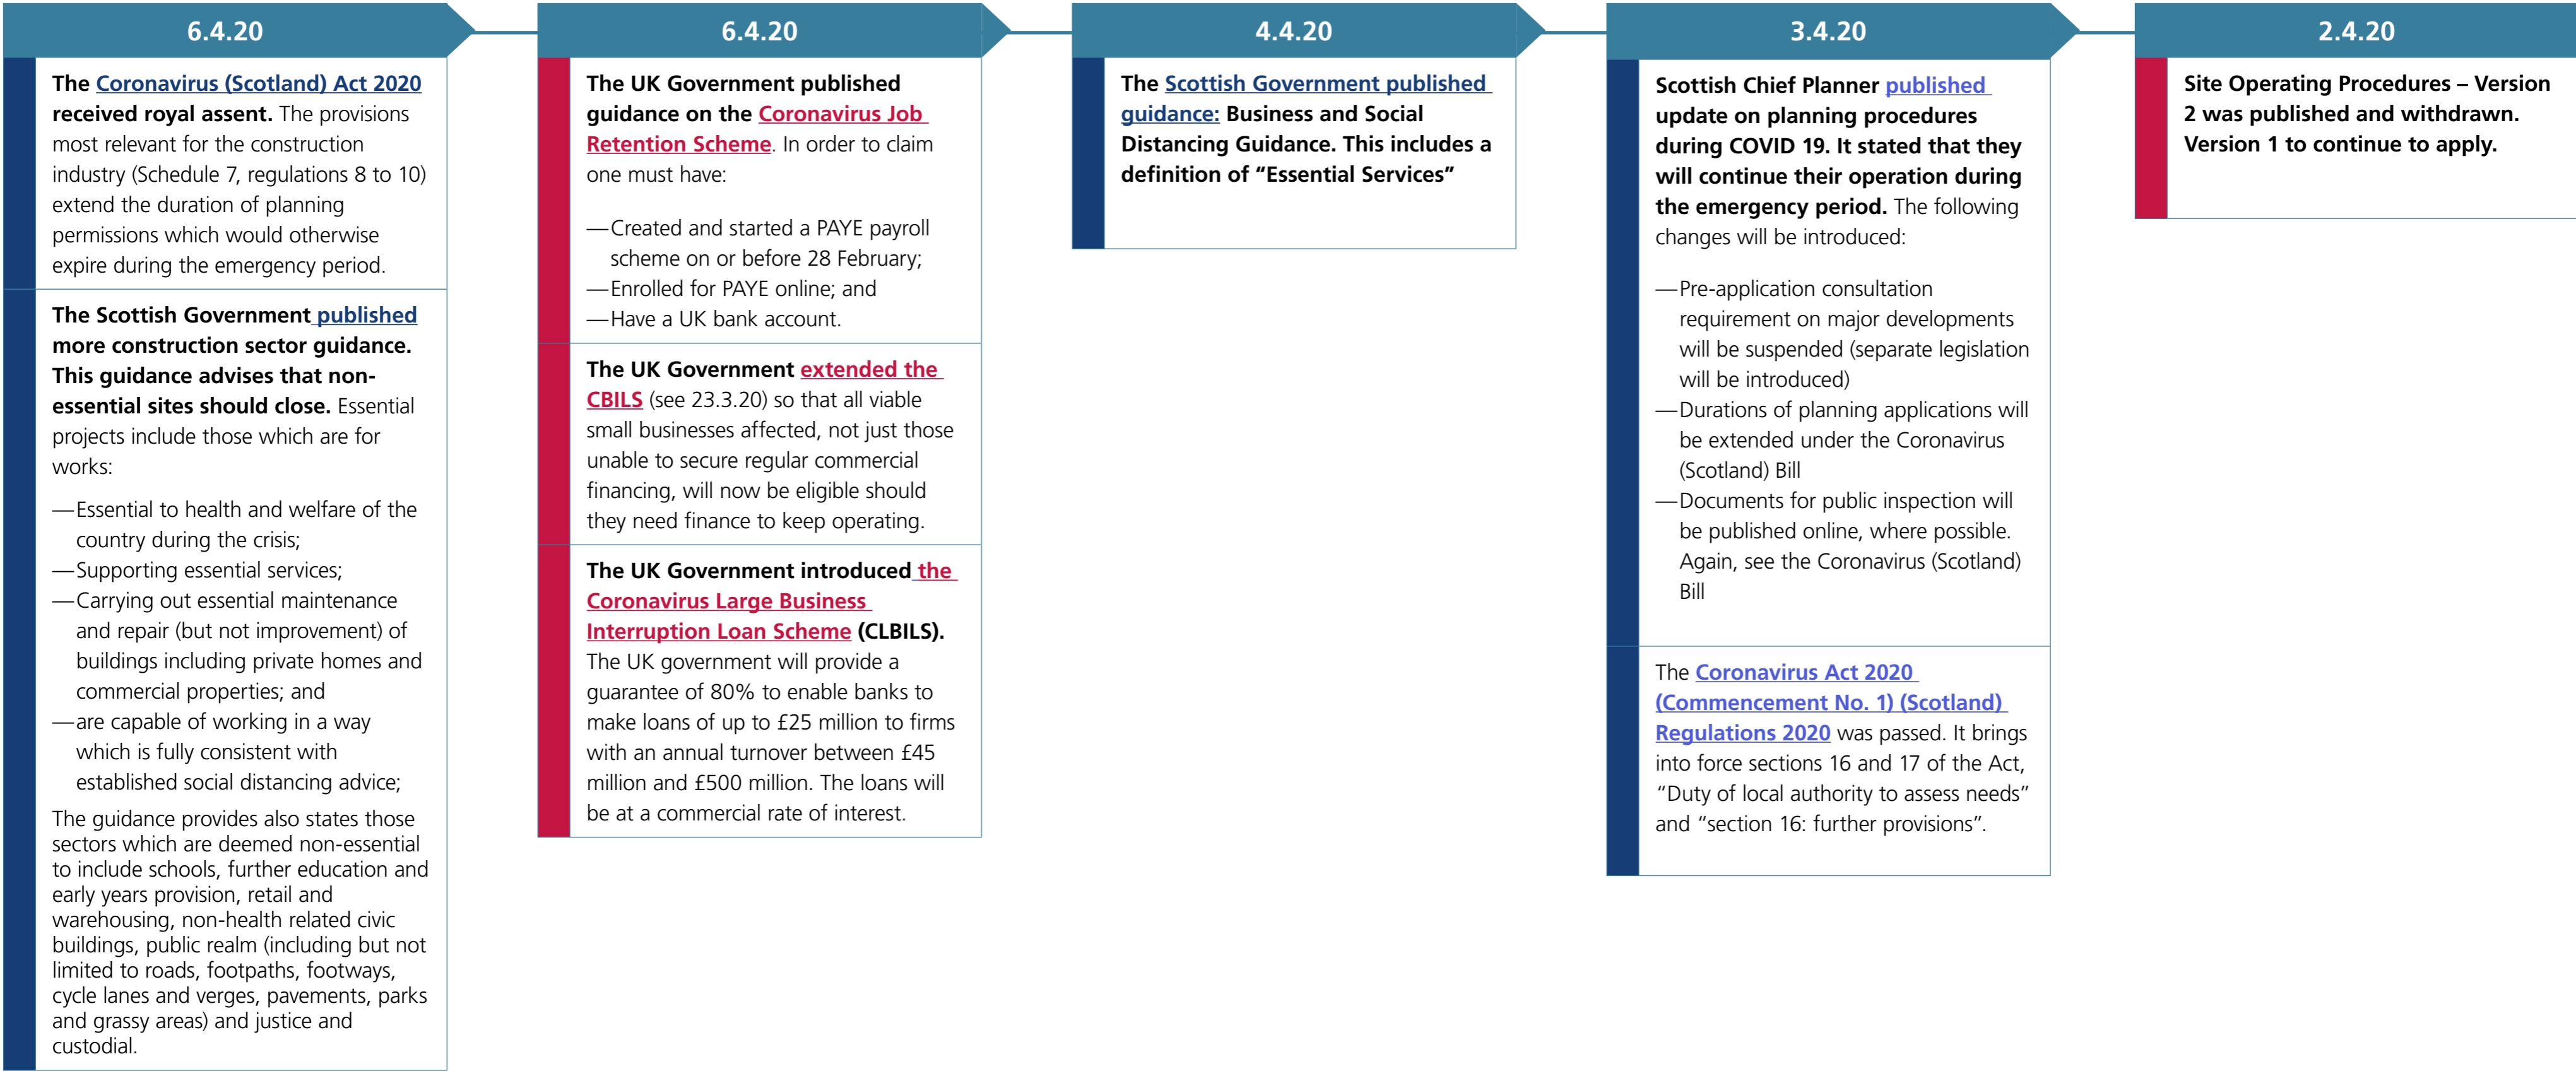 6.4.20
The Coronavirus (Scotland) Act 2020
received royal assent. The provisions
most relevant for the construction
industry (Schedule 7, regulations 8 to 10)
extend the duration of planning
permissions which would otherwise
expire during the emergency period.
The Scottish Government published
more construction sector guidance.
This guidance advises that non-
essential sites should close. Essential
projects include those which are for
works:
—Essential to health and welfare of the
country during the crisis;
—Supporting essential services;
—Carrying out essential maintenance
and repair (but not improvement) of
buildings including private homes and
commercial properties; and
—are capable of working in a way
which is fully consistent with
established social distancing advice;
The guidance provides also states those
sectors which are deemed non-essential
to include schools, further education and
early years provision, retail and
warehousing, non-health related civic
buildings, public realm (including but not
limited to roads, footpaths, footways,
cycle lanes and verges, pavements, parks
and grassy areas) and justice and
custodial.
6.4.20
The UK Government published
guidance on the Coronavirus Job
Retention Scheme. In order to claim
one must have:
—Created and started a PAYE payroll
scheme on or before 28 February;
—Enrolled for PAYE online; and
—Have a UK bank account.
The UK Government extended the
CBILS (see 23.3.20) so that all viable
small businesses affected, not just those
unable to secure regular commercial
financing, will now be eligible should
they need finance to keep operating.
The UK Government introduced the
Coronavirus Large Business
Interruption Loan Scheme (CLBILS).
The UK government will provide a
guarantee of 80% to enable banks to
make loans of up to £25 million to firms
with an annual turnover between £45
million and £500 million. The loans will
be at a commercial rate of interest.
4.4.20
The Scottish Government published
guidance: Business and Social
Distancing Guidance. This includes a
definition of “Essential Services”
3.4.20
Scottish Chief Planner published
update on planning procedures
during COVID 19. It stated that they
will continue their operation during
the emergency period. The following
changes will be introduced:
—Pre-application consultation
requirement on major developments
will be suspended (separate legislation
will be introduced)
—Durations of planning applications will
be extended under the Coronavirus
(Scotland) Bill
—Documents for public inspection will
be published online, where possible.
Again, see the Coronavirus (Scotland)
Bill
The Coronavirus Act 2020
(Commencement No. 1) (Scotland)
Regulations 2020 was passed. It brings
into force sections 16 and 17 of the Act,
“Duty of local authority to assess needs”
and “section 16: further provisions”.
2.4.20
Site Operating Procedures – Version
2 was published and withdrawn.
Version 1 to continue to apply.